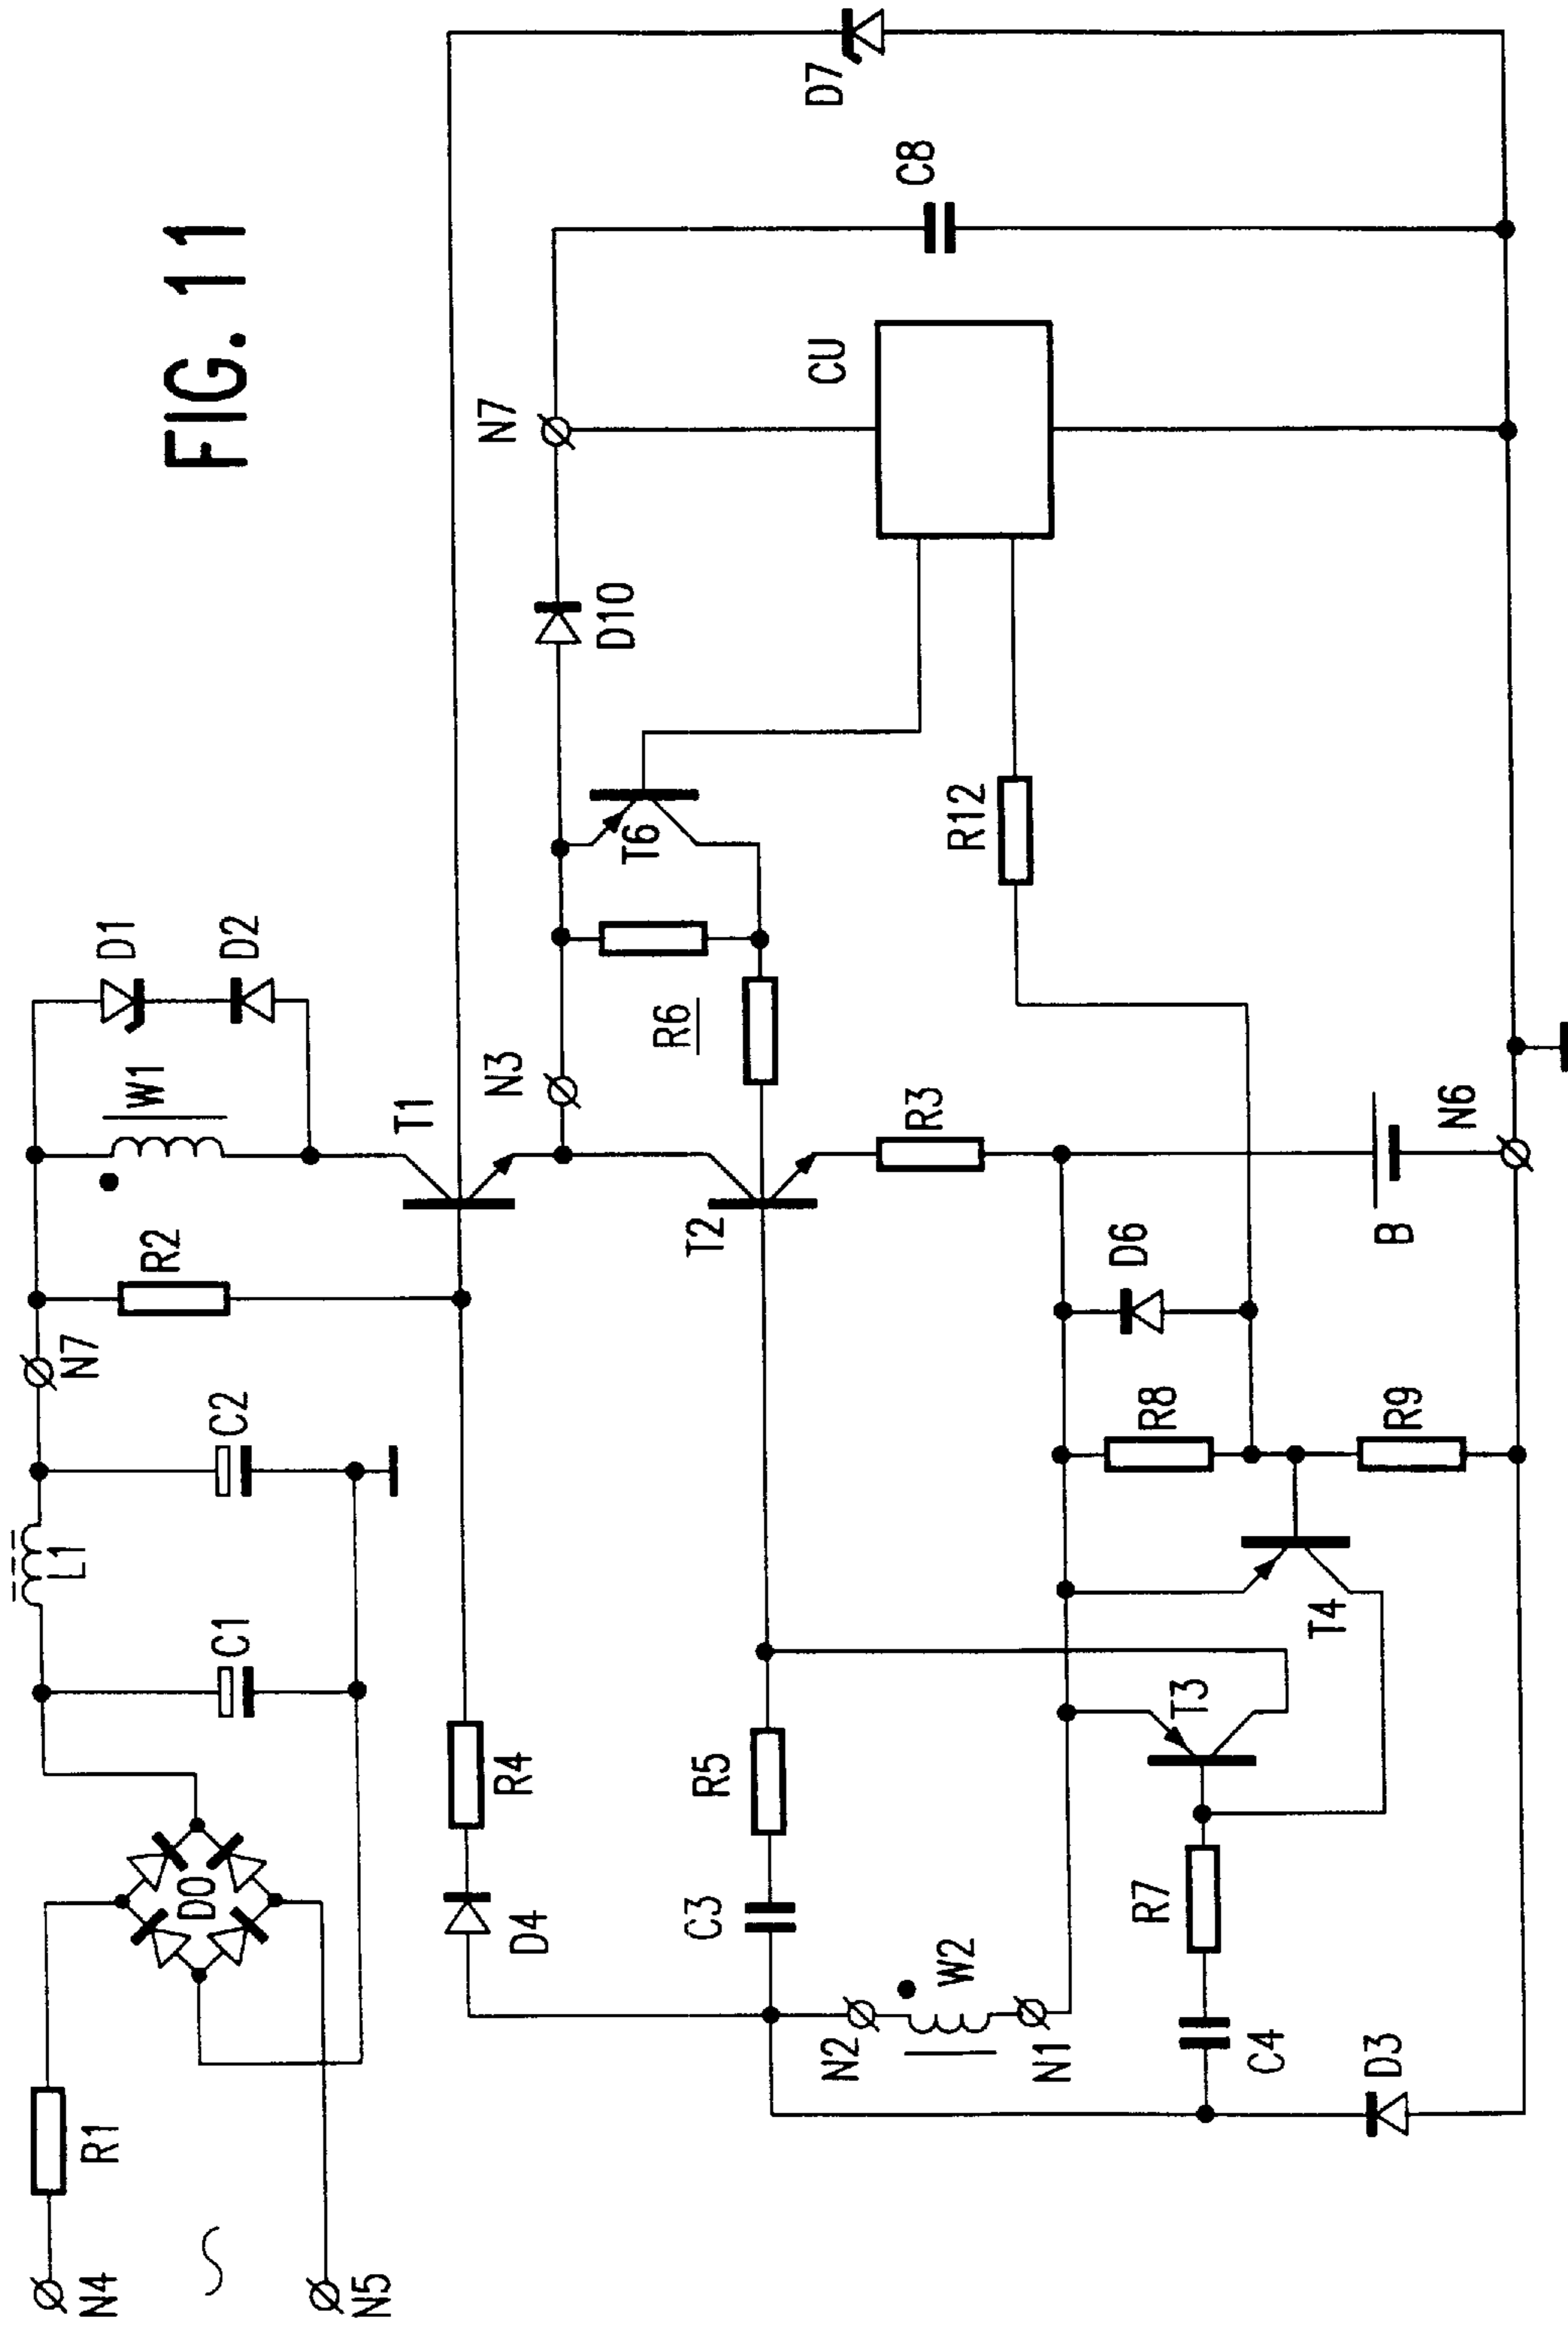 FIG. 11
N4
R1
N5
D0
C1
L1
C2
N7
R2
W1
D1
D2
T1
R4
D4
N3
R6
T6
D10
N7
C8
D7
CU
R12
T2
R3
R5
C3
N2
W2
N1
R7
C4
T3
T4
R8
D6
R9
B
N6
D3